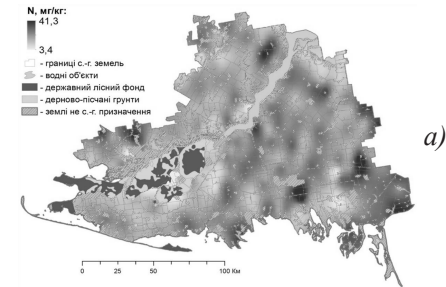 N, мг/кг:
41,3
3,4
- границі с.-г. земель
- водні об'єкти
- державний лісний фонд
- дерново-пісчані грунти
- землі не с.-г. призначення
а)
0 25 50 100 Км